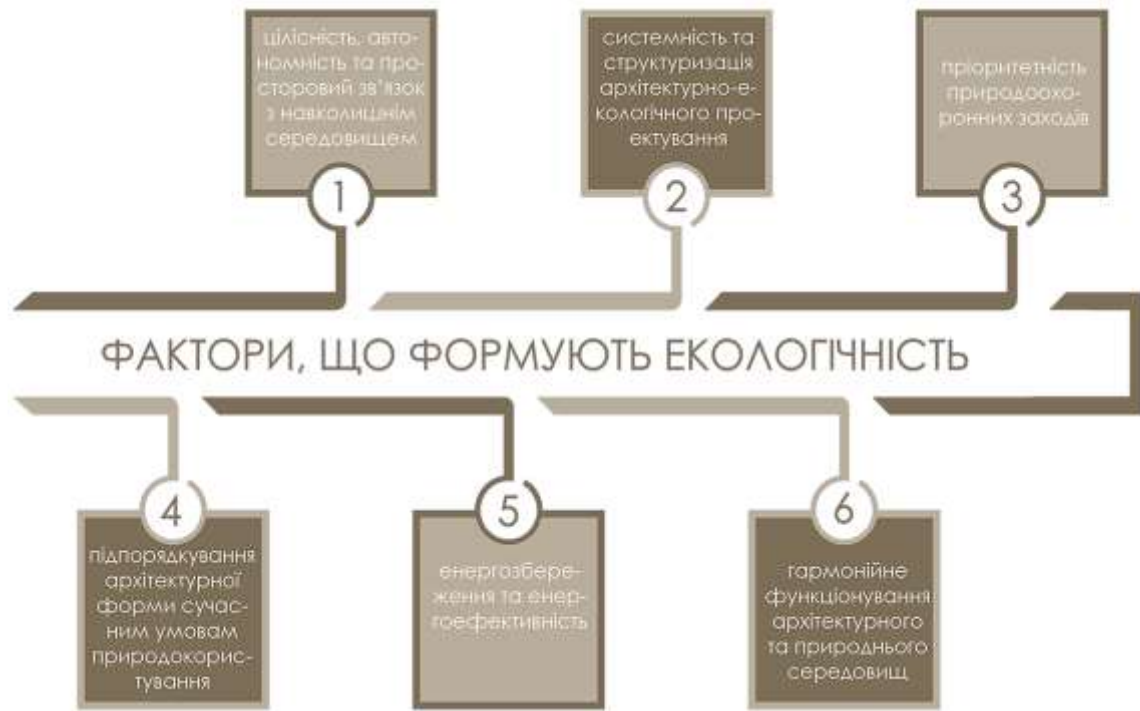 цілісність, авто-
номність та про-
сторовий зв'язок
з навколишнім
середовищем
1
системність та
структуризація
архітектурно-е-
кологічного про-
ектування
2
пріоритетність
природоохо-
ронних заходів
3
ФАКТОРИ, ЩО ФОРМУЮТЬ ЕКОЛОГІЧНІСТЬ
4
підпорядкування
архітектурної
форми сучас-
ним умовам
природокорис-
тування
5
енергозбере-
ження та енер-
гоефективність
6
гармонійне
функціонування
архітектурного
та природнього
середовищ